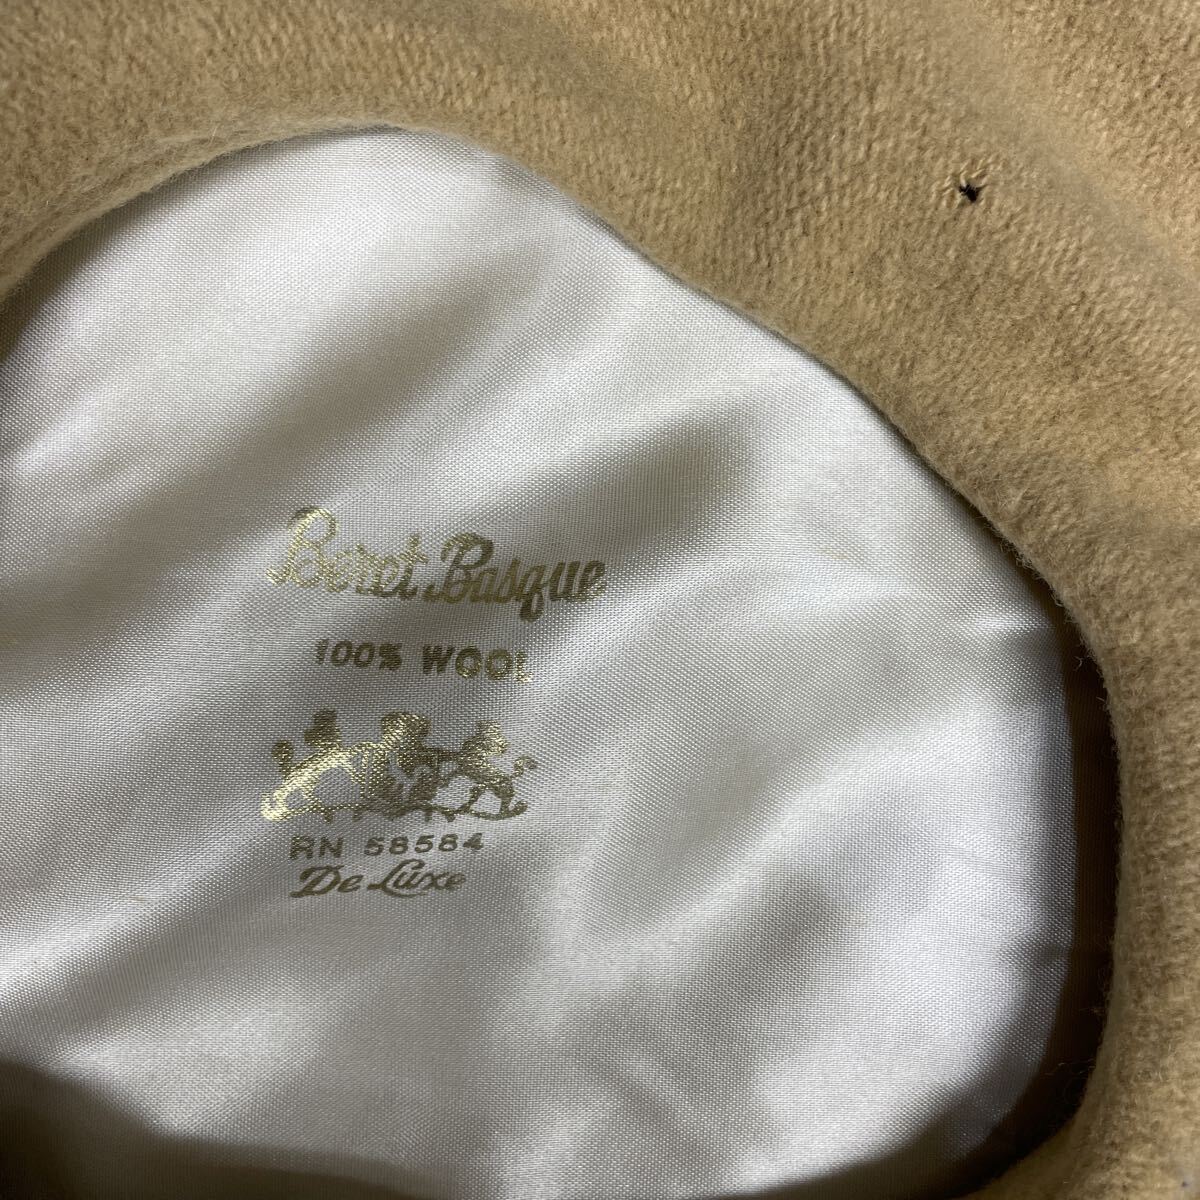 Beret Basque
100% WOOL
RN 58584
De Luxe